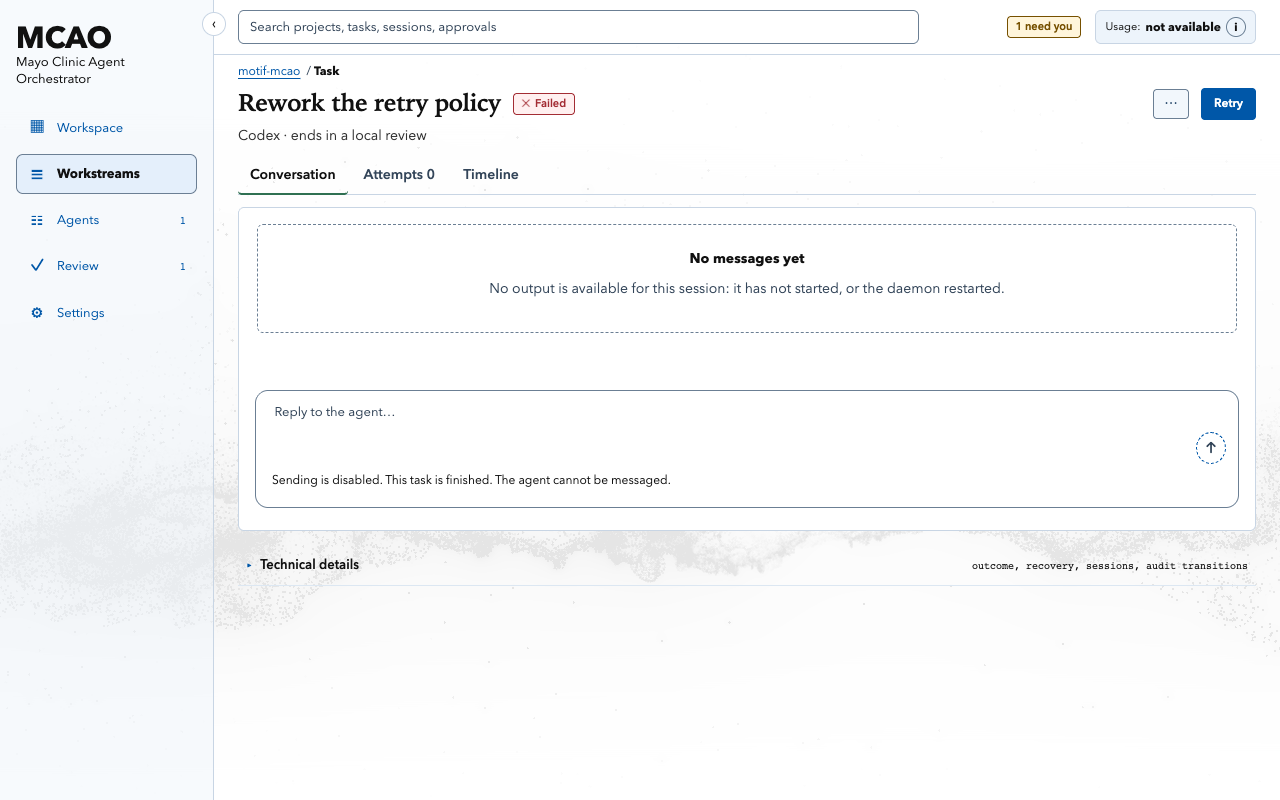 MCAO
Mayo Clinic Agent
Orchestrator
Workspace
Workstreams
Agents 1
Review 1
Settings
Search projects, tasks, sessions, approvals
1 need you
Usage: not available i
motif-mcao / Task
Rework the retry policy
Failed
...
Retry
Codex · ends in a local review
Conversation
Attempts 0
Timeline
No messages yet
No output is available for this session: it has not started, or the daemon restarted.
Reply to the agent…
Sending is disabled. This task is finished. The agent cannot be messaged.
Technical details
outcome, recovery, sessions, audit transitions